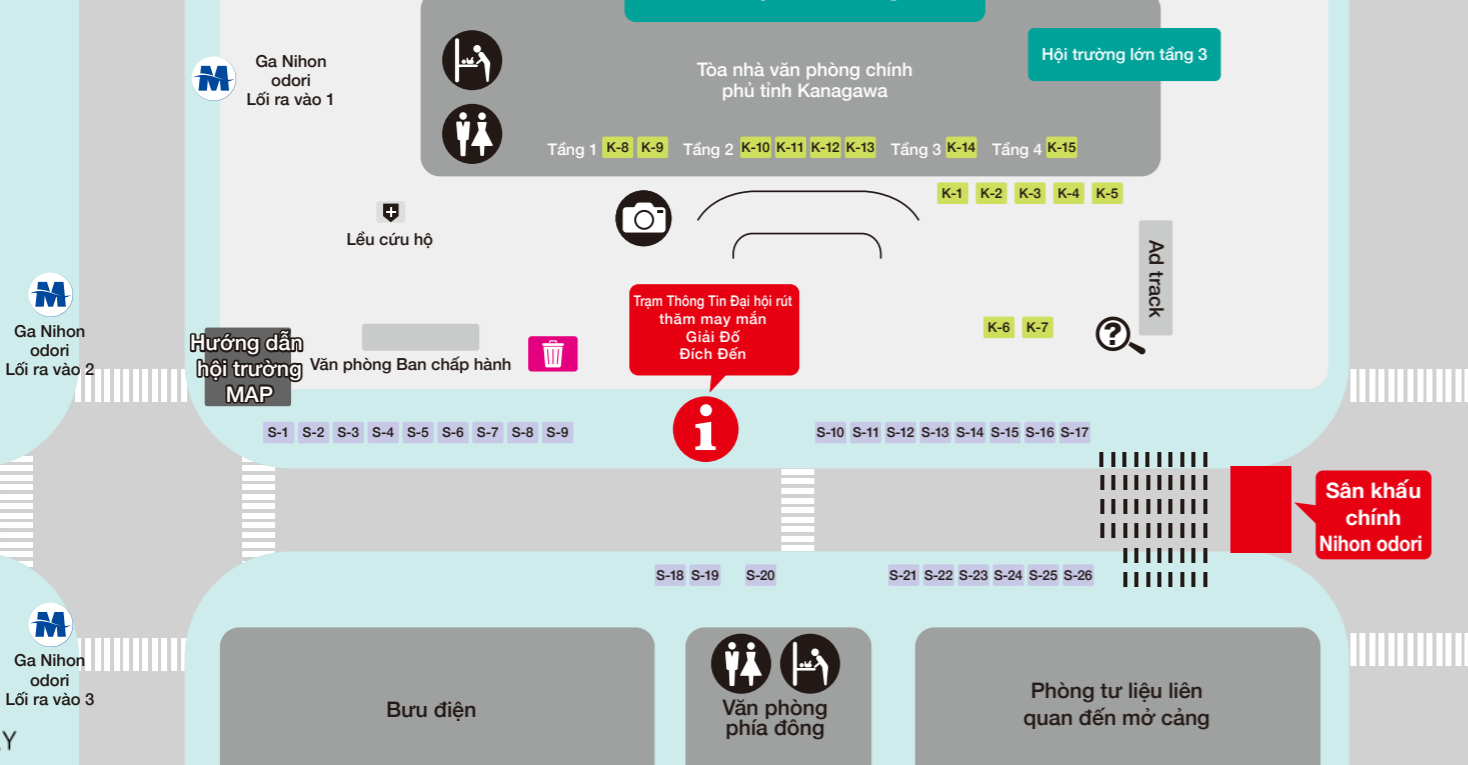 Hội trường lớn tầng 3
Ga Nihon
odori
Lối ra vào 1
Tòa nhà văn phòng chính
phủ tỉnh Kanagawa
Tầng 1 K-8 K-9 Tầng 2 K-10 K-11 K-12 K-13 Tầng 3 K-14 Tầng 4 K-15
K-1 K-2 K-3 K-4 K-5
Lều cứu hộ
Ad track
Ga Nihon
odori
Lối ra vào 2
Trạm Thông Tin Đại hội rút
thăm may mắn
Giải Đố
Đích Đến
K-6 K-7
Hướng dẫn
hội trường
MAP
Văn phòng Ban chấp hành
S-1 S-2 S-3 S-4 S-5 S-6 S-7 S-8 S-9
i
S-10 S-11 S-12 S-13 S-14 S-15 S-16 S-17
Sân khấu
chính
Nihon odori
S-18 S-19 S-20 S-21 S-22 S-23 S-24 S-25 S-26
Ga Nihon
odori
Lối ra vào 3
Bưu điện
Văn phòng
phía đông
Phòng tư liệu liên
quan đến mở cảng